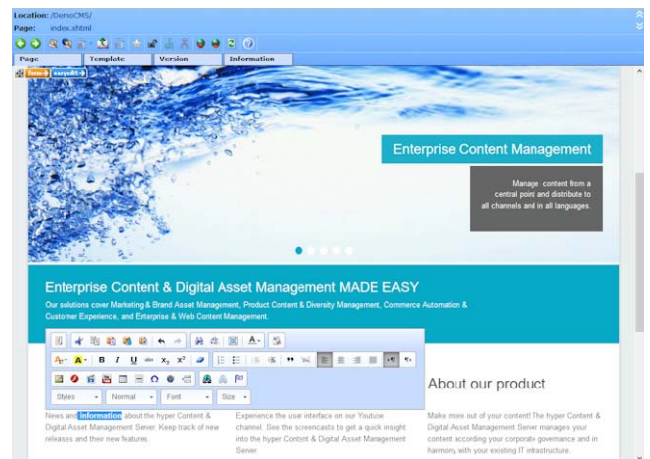 Location: /DemoCMS/
Page: index.xhtml
Page Template Version Information
form easyedit
Enterprise Content Management
Manage content from a
central point and distribute to
all channels and in all languages.
Enterprise Content & Digital Asset Management MADE EASY
Our solutions cover Marketing & Brand Asset Management, Product Content & Diversity Management, Commerce Automation &
Customer Experience, and Enterprise & Web Content Management.
Styles Normal Font Size
News and Information about the hyper Content &
Digital Asset Management Server. Keep track of new
releases and their new features.
Experience the user interface on our Youtuse
channel. See the screencasts to get a quick insight
into the hyper Content & Digital Asset Management
Server.
About our product
Make more out of your content! The hyper Content &
Digital Asset Management Server manages your
content according your corporate governance and in
harmony with your existing IT infrastructure.